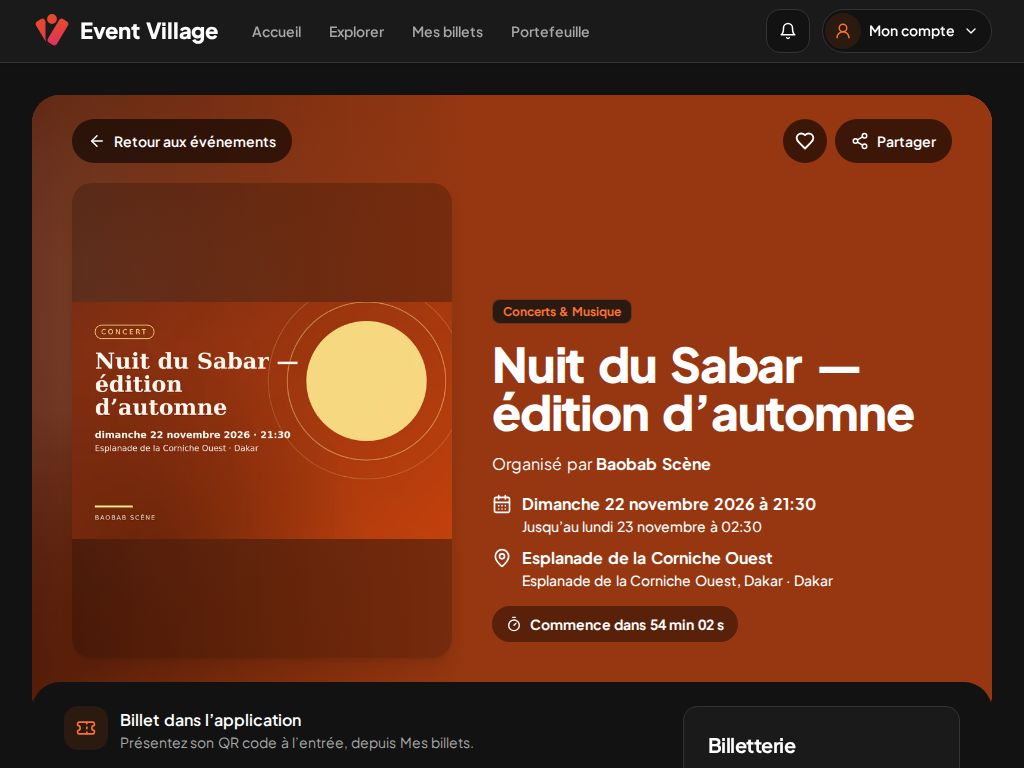 Event Village
Accueil
Explorer
Mes billets
Portefeuille
Mon compte
Retour aux événements
Partager
CONCERT
Nuit du Sabar —
édition
d’automne
dimanche 22 novembre 2026 · 21:30
Esplanade de la Corniche Ouest · Dakar
BAOBAB SCÈNE
Concerts & Musique
Nuit du Sabar —
édition d’automne
Organisé par Baobab Scène
Dimanche 22 novembre 2026 à 21:30
Jusqu’au lundi 23 novembre à 02:30
Esplanade de la Corniche Ouest
Esplanade de la Corniche Ouest, Dakar · Dakar
Commence dans 54 min 02 s
Billet dans l’application
Présentez son QR code à l’entrée, depuis Mes billets.
Billetterie